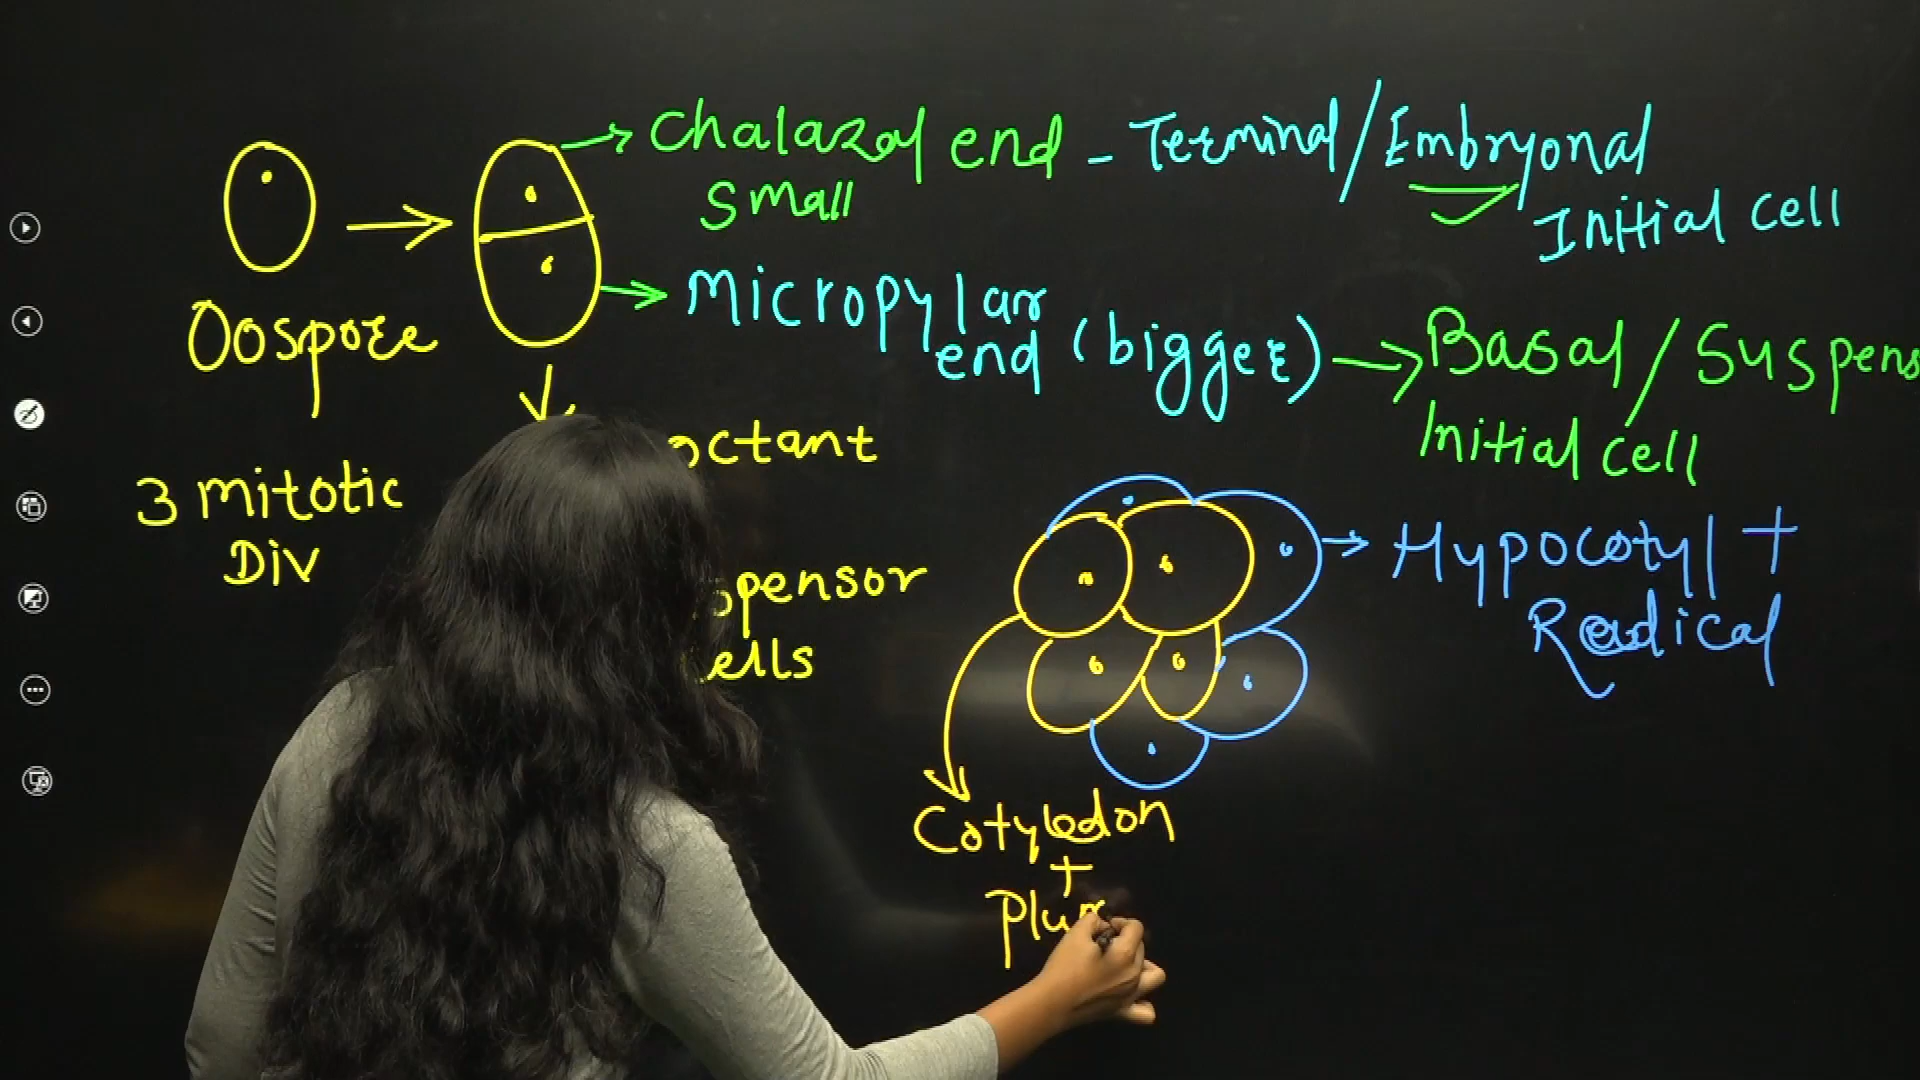 Chalazal end - Terminal/Embryonal
small
Initial cell
Oospore
Micropylar
end (bigger) → Basal/Suspens
Initial cell
octant
3 mitotic
Div
pensor
ells
Hypocotyl +
Radical
Cotyledon
+
Plu